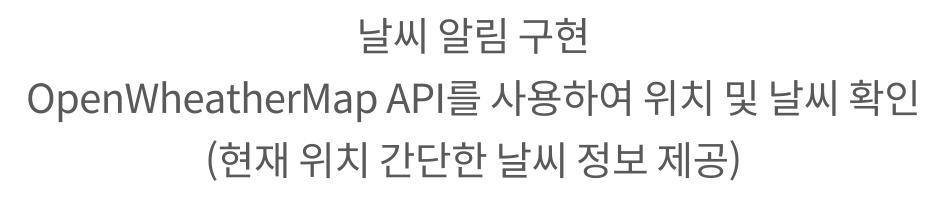 날씨 알림 구현
OpenWheatherMap API를 사용하여 위치 및 날씨 확인
(현재 위치 간단한 날씨 정보 제공)